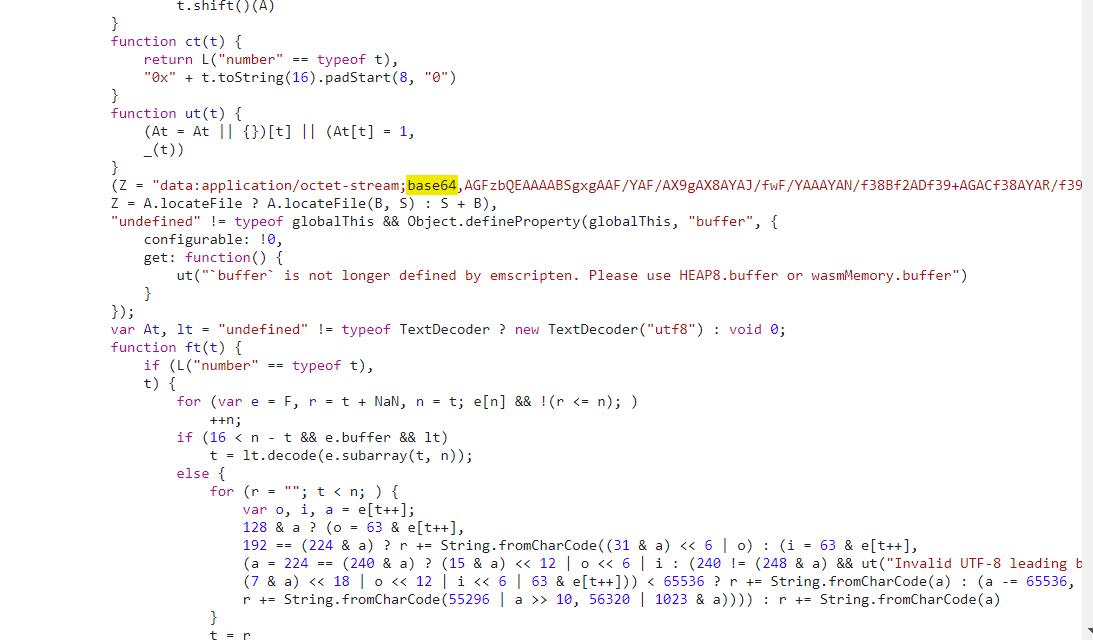 t.shift()(A)
}
function ct(t) {
return L("number" == typeof t),
"0x" + t.toString(16).padStart(8, "0")
}
function ut(t) {
(At = At || {})[t] || (At[t] = 1,
_(t))
}
(Z = "data:application/octet-stream;base64,AGFzbQEAAAABSgxgAAF/YAF/AX9gAX8AYAJ/fwF/YAAAYAN/f38Bf2ADf39+AGACf38AYAR/f39
Z = A.locateFile ? A.locateFile(B, S) : S + B),
"undefined" != typeof globalThis && Object.defineProperty(globalThis, "buffer", {
configurable: !0,
get: function() {
ut("`buffer` is not longer defined by emscripten. Please use HEAP8.buffer or wasmMemory.buffer")
}
});
var At, lt = "undefined" != typeof TextDecoder ? new TextDecoder("utf8") : void 0;
function ft(t) {
if (L("number" == typeof t),
t) {
for (var e = F, r = t + NaN, n = t; e[n] && !(r <= n); )
++n;
if (16 < n - t && e.buffer && lt)
t = lt.decode(e.subarray(t, n));
else {
for (r = ""; t < n; ) {
var o, i, a = e[t++];
128 & a ? (o = 63 & e[t++],
192 == (224 & a) ? r += String.fromCharCode((31 & a) << 6 | o) : (i = 63 & e[t++],
(a = 224 == (240 & a) ? (15 & a) << 12 | o << 6 | i : (240 != (248 & a) && ut("Invalid UTF-8 leading b
(7 & a) << 18 | o << 12 | i << 6 | 63 & e[t++])) < 65536 ? r += String.fromCharCode(a) : (a -= 65536,
r += String.fromCharCode(55296 | a >> 10, 56320 | 1023 & a)))) : r += String.fromCharCode(a)
}
t = r